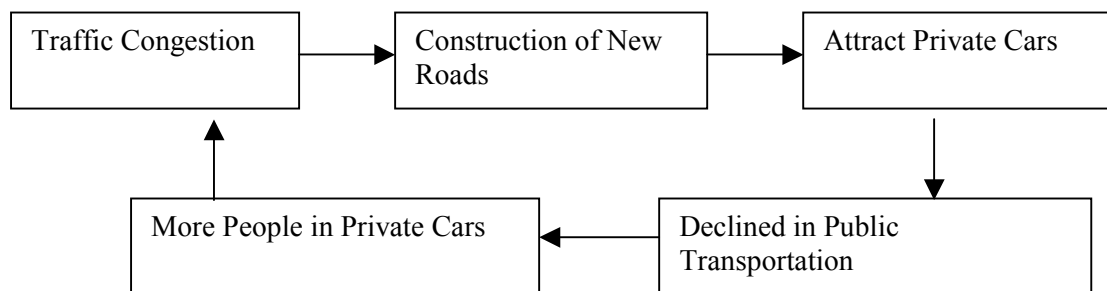 Traffic Congestion
Construction of New
Roads
Attract Private Cars
More People in Private Cars
Declined in Public
Transportation